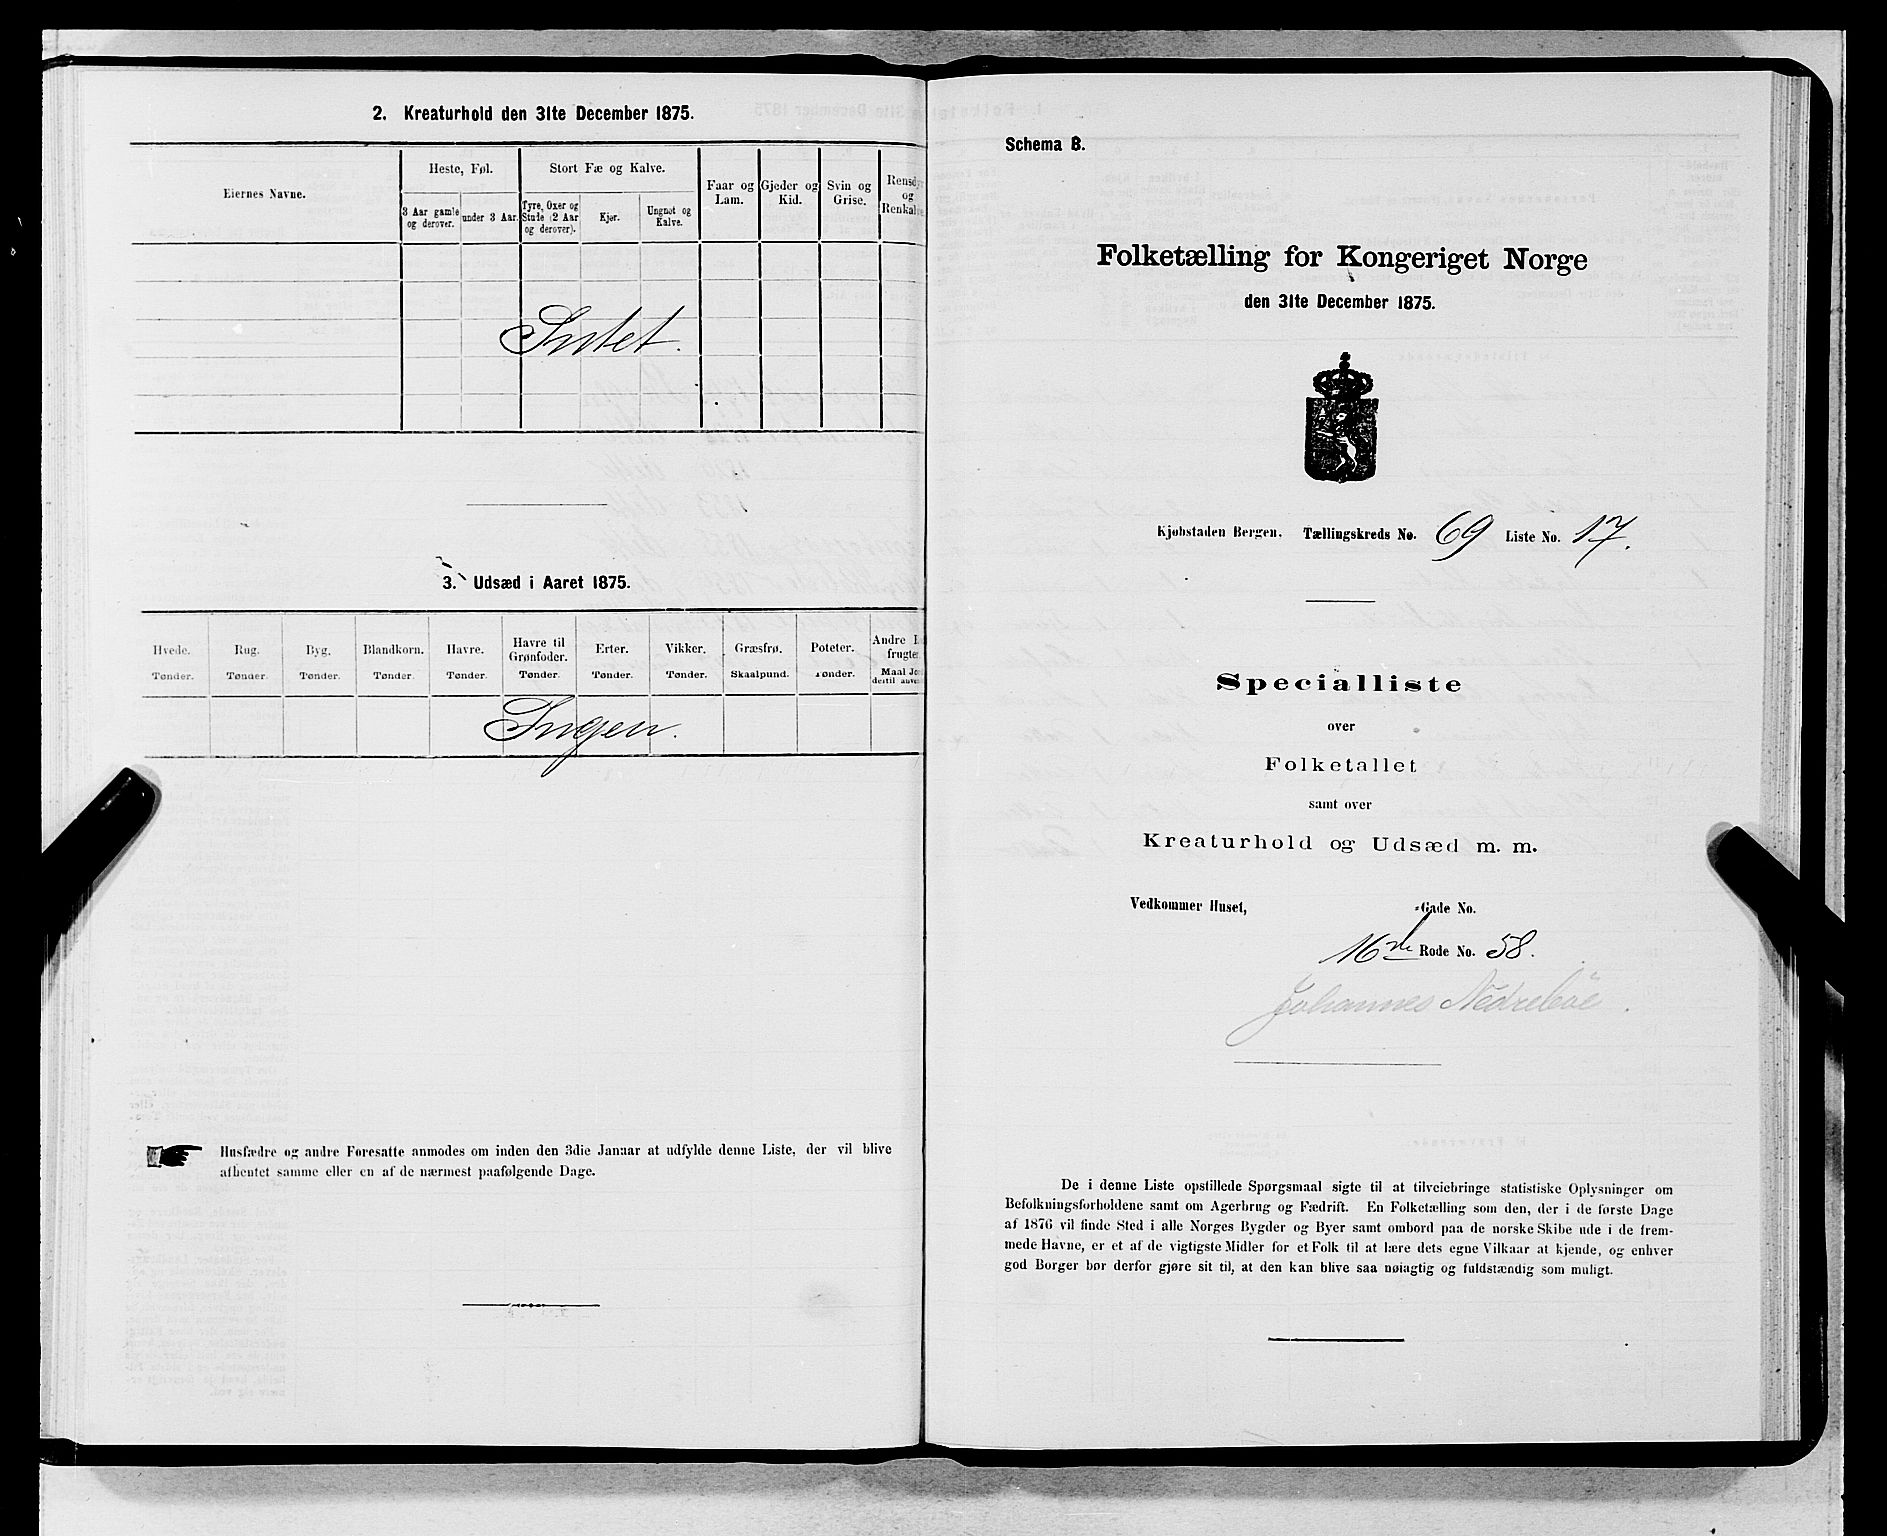 2. Kreaturhold den 31te December 1875.
Eiernes Navne.
Heste, Føl.
3 Aar gamle og derover.
under 3 Aar.
Stort Fæ og Kalve.
Tyre, Oxer og Stude (2 Aar og derover).
Kjør.
Ungnøt og Kalve.
Faar og Lam.
Gjeder og Kid.
Svin og Grise.
Rensdyr og Renkalve.
Intet.
3. Udsæd i Aaret 1875.
Hvede. Rug. Byg. Blandkorn. Havre. Havre til Grønfoder. Erter. Vikker. Græsfrø. Poteter. Andre
frugter.
Tønder. Tønder. Tønder. Tønder. Tønder. Tønder. Tønder. Tønder. Skaalpund. Tønder. Maal
Ingen.
Husfædre og andre Foresatte anmodes om inden den 3die Januar at udfylde denne Liste, der vil blive
afhentet samme eller en af de nærmest paafølgende Dage.
Schema B.
Folketælling for Kongeriget Norge
den 31te December 1875.
Kjøbstaden Bergen. Tællingskreds No. 69 Liste No. 17.
Specialliste
over
Folketallet
samt over
Kreaturhold og Udsæd m. m.
Vedkommer Huset, -Gade No.
16de Rode No. 58.
Johannes Nedrebøe.
De i denne Liste opstillede Spørgsmaal sigte til at tilveiebringe statistiske Oplysninger om
Befolkningsforholdene samt om Agerbrug og Fædrift. En Folketælling som den, der i de første Dage
af 1876 vil finde Sted i alle Norges Bygder og Byer samt ombord paa de norske Skibe ude i de frem-
mede Havne, er et af de vigtigste Midler for et Folk til at lære dets egne Vilkaar at kjende, og enhver
god Borger bør derfor gjøre sit til, at den kan blive saa nøiagtig og fuldstændig som muligt.